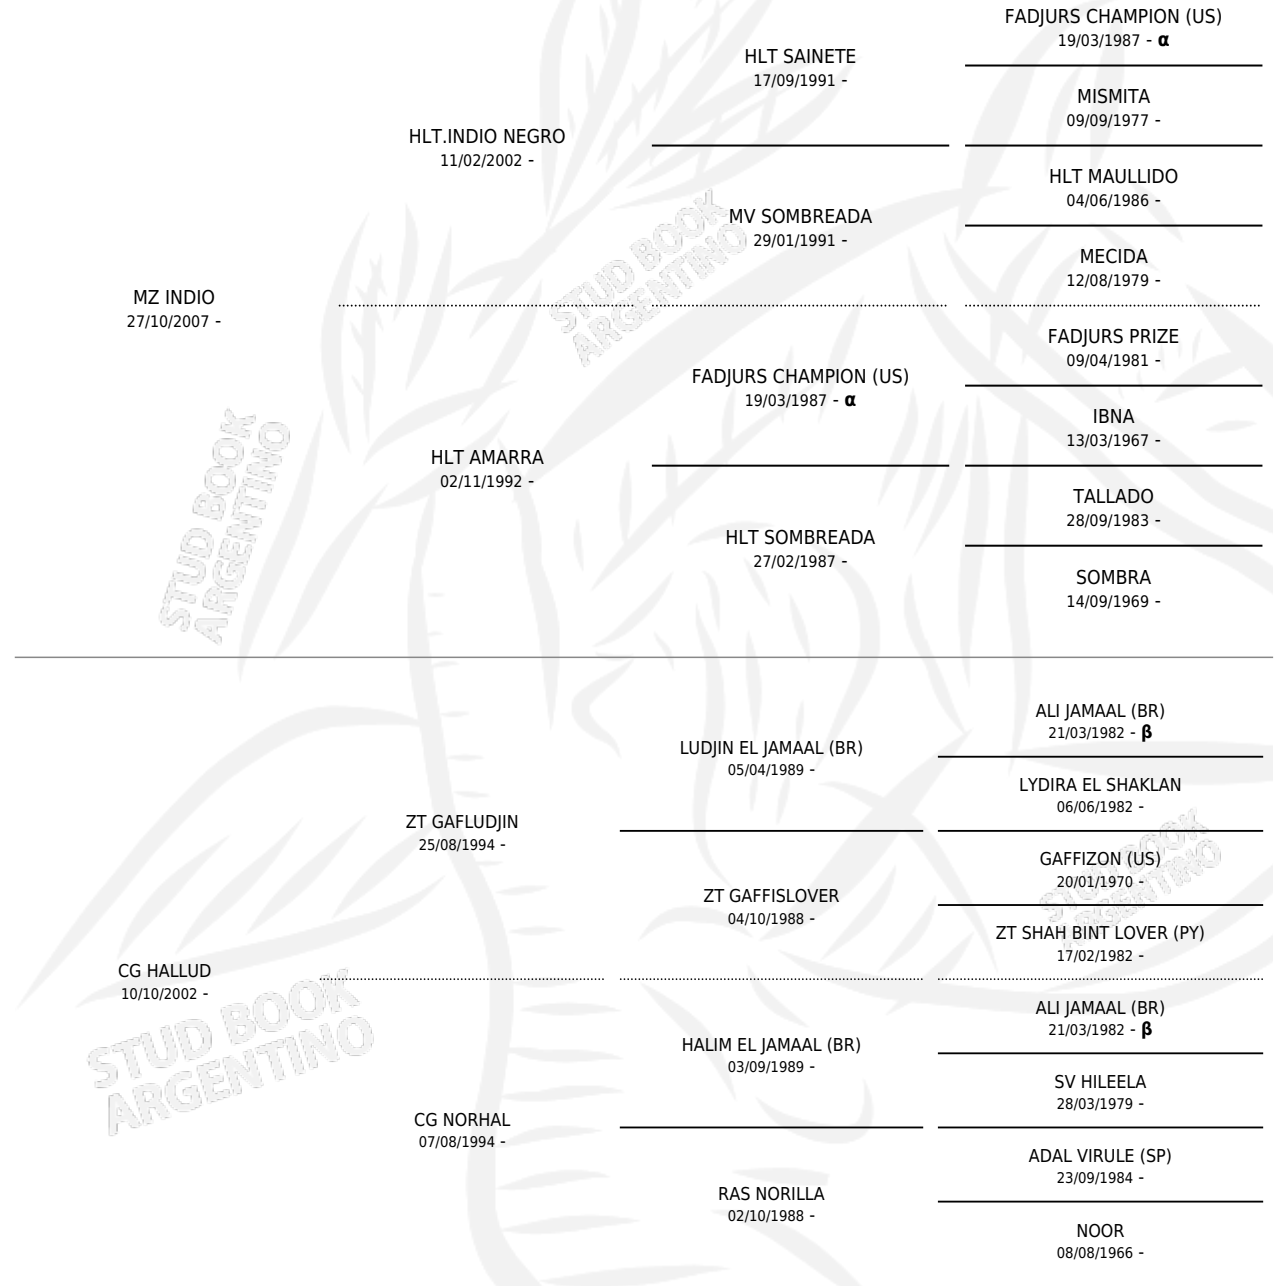 FADJURS CHAMPION (US)
19/03/1987 - α
HLT SAINETE
17/09/1991 -
MISMITA
09/09/1977 -
HLT.INDIO NEGRO
11/02/2002 -
HLT MAULLIDO
04/06/1986 -
MV SOMBREADA
29/01/1991 -
MECIDA
12/08/1979 -
MZ INDIO
27/10/2007 -
FADJURS PRIZE
09/04/1981 -
FADJURS CHAMPION (US)
19/03/1987 - α
IBNA
13/03/1967 -
HLT AMARRA
02/11/1992 -
TALLADO
28/09/1983 -
HLT SOMBREADA
27/02/1987 -
SOMBRA
14/09/1969 -
ALI JAMAAL (BR)
21/03/1982 - β
LUDJIN EL JAMAAL (BR)
05/04/1989 -
LYDIRA EL SHAKLAN
06/06/1982 -
ZT GAFLUDJIN
25/08/1994 -
GAFFIZON (US)
20/01/1970 -
ZT GAFFISLOVER
04/10/1988 -
ZT SHAH BINT LOVER (PY)
17/02/1982 -
CG HALLUD
10/10/2002 -
ALI JAMAAL (BR)
21/03/1982 - β
HALIM EL JAMAAL (BR)
03/09/1989 -
SV HILEELA
28/03/1979 -
CG NORHAL
07/08/1994 -
ADAL VIRULE (SP)
23/09/1984 -
RAS NORILLA
02/10/1988 -
NOOR
08/08/1966 -
STUD BOOK
ARGENTINO
STUD BOOK
ARGENTINO
STUD BOOK
ARGENTINO
STUD BOOK
ARGENTINO